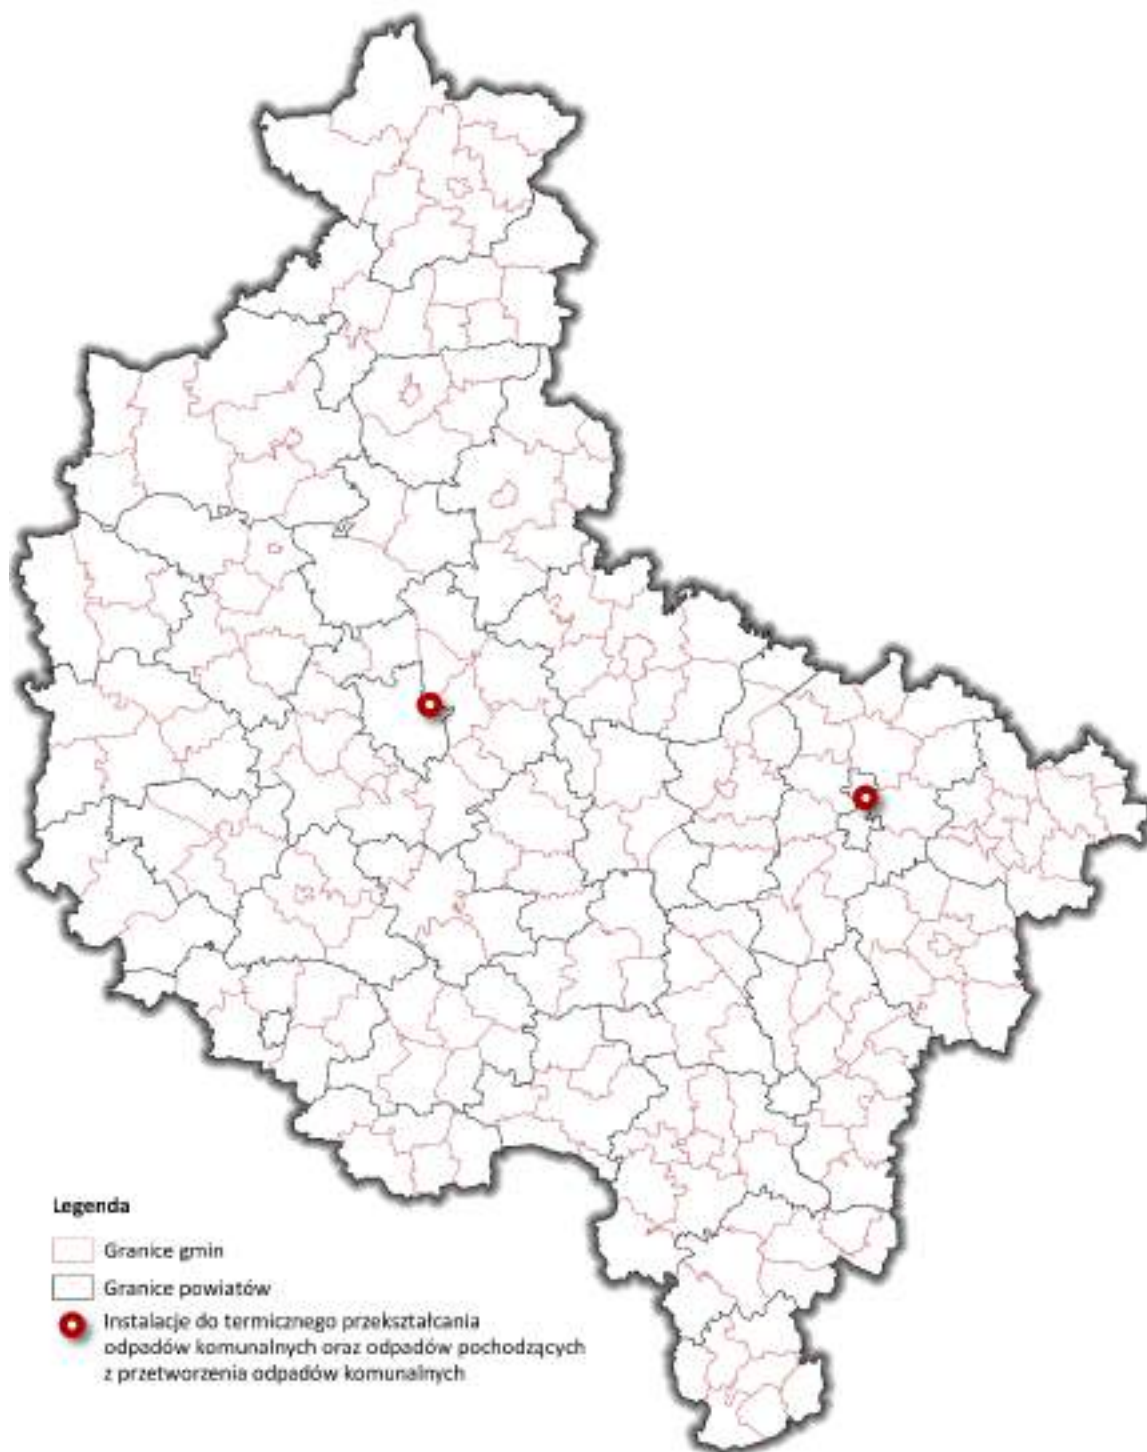 Legenda
Granice gmin
Granice powiatów
Instalacje do termicznego przekształcania
odpadów komunalnych oraz odpadów pochodzących
z przetworzenia odpadów komunalnych